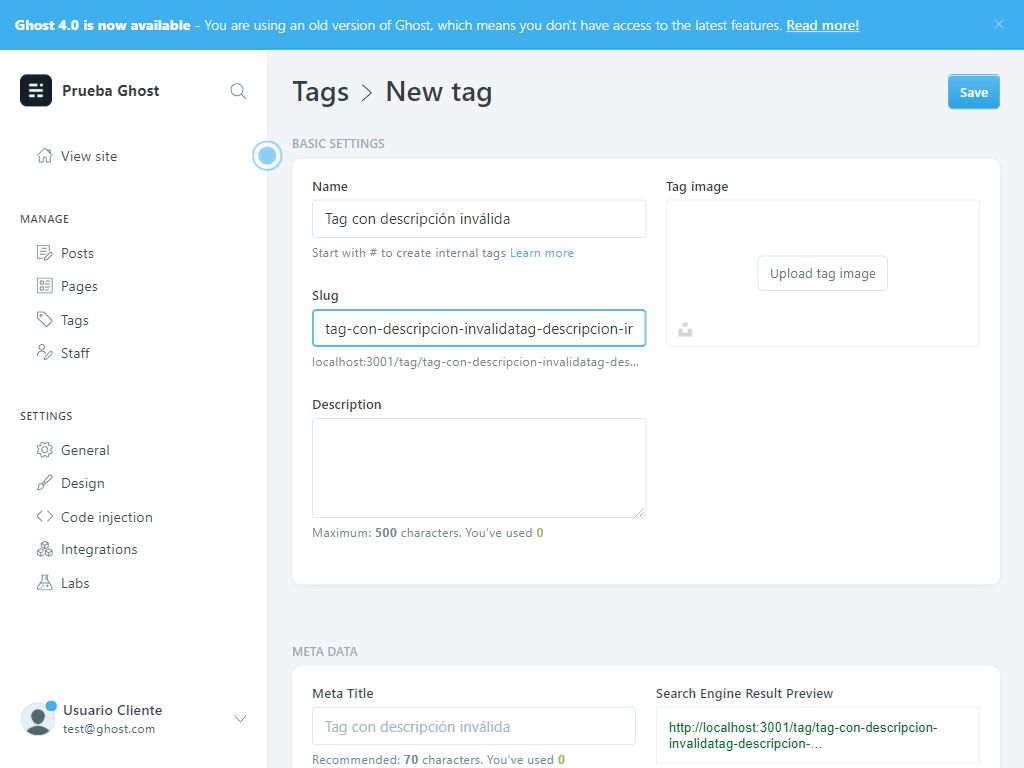 Ghost 4.0 is now available - You are using an old version of Ghost, which means you don't have access to the latest features. Read more!
Prueba Ghost
View site
MANAGE
Posts
Pages
Tags
Staff
SETTINGS
General
Design
Code injection
Integrations
Labs
Usuario Cliente
test@ghost.com
Tags > New tag
Save
BASIC SETTINGS
Name
Tag con descripción inválida
Start with # to create internal tags Learn more
Slug
tag-con-descripcion-invalidatag-descripcion-ir
localhost:3001/tag/tag-con-descripcion-invalidatag-des...
Description
Maximum: 500 characters. You've used 0
Tag image
Upload tag image
META DATA
Meta Title
Tag con descripción inválida
Recommended: 70 characters. You've used 0
Search Engine Result Preview
http://localhost:3001/tag/tag-con-descripcion-
invalidatag-descripcion-...